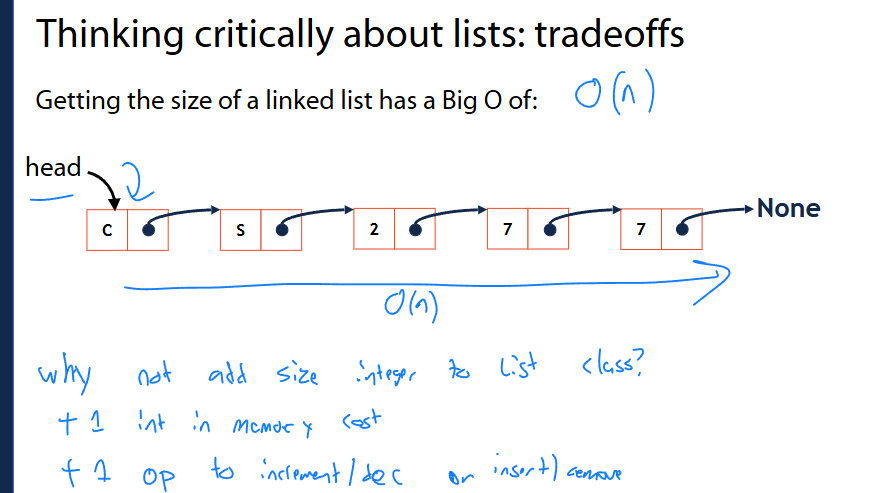 Thinking critically about lists: tradeoffs
Getting the size of a linked list has a Big O of: O(n)
head
C S 2 7 7 None
O(n)
why not add size integer to list class?
+ 1 int in memory cost
+ 1 op to increment/dec or insert/remove